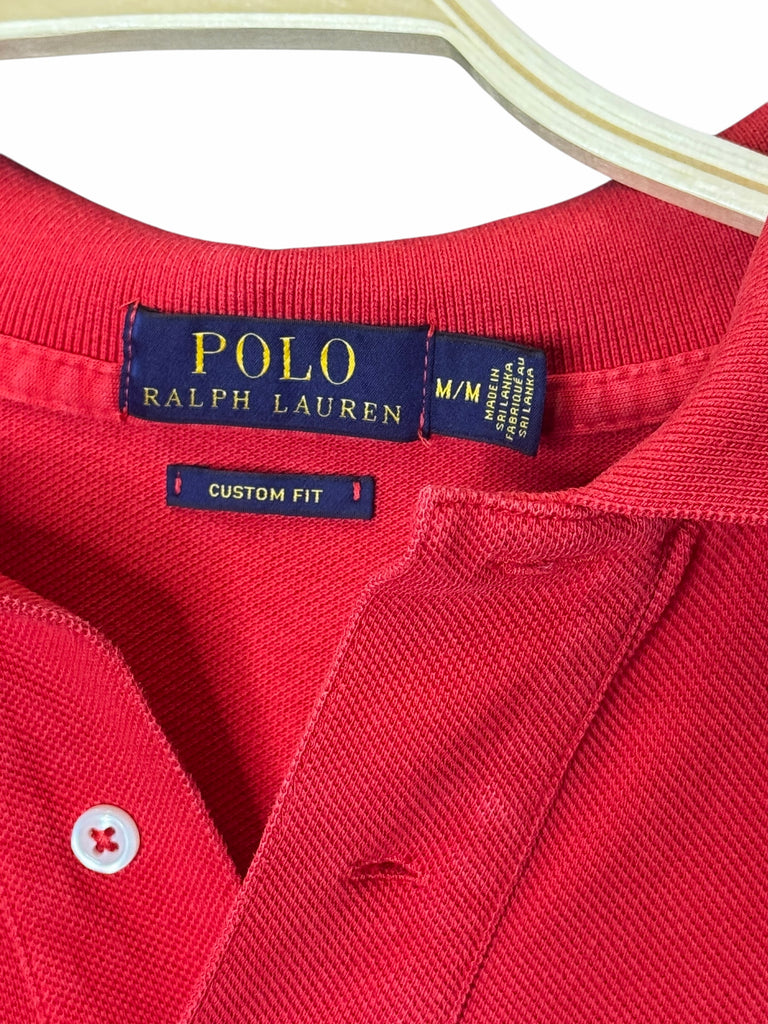 POLO
RALPH LAUREN
M/M
MADE IN
SRI LANKA
FABRIQUÉ AU
SRI LANKA
CUSTOM FIT